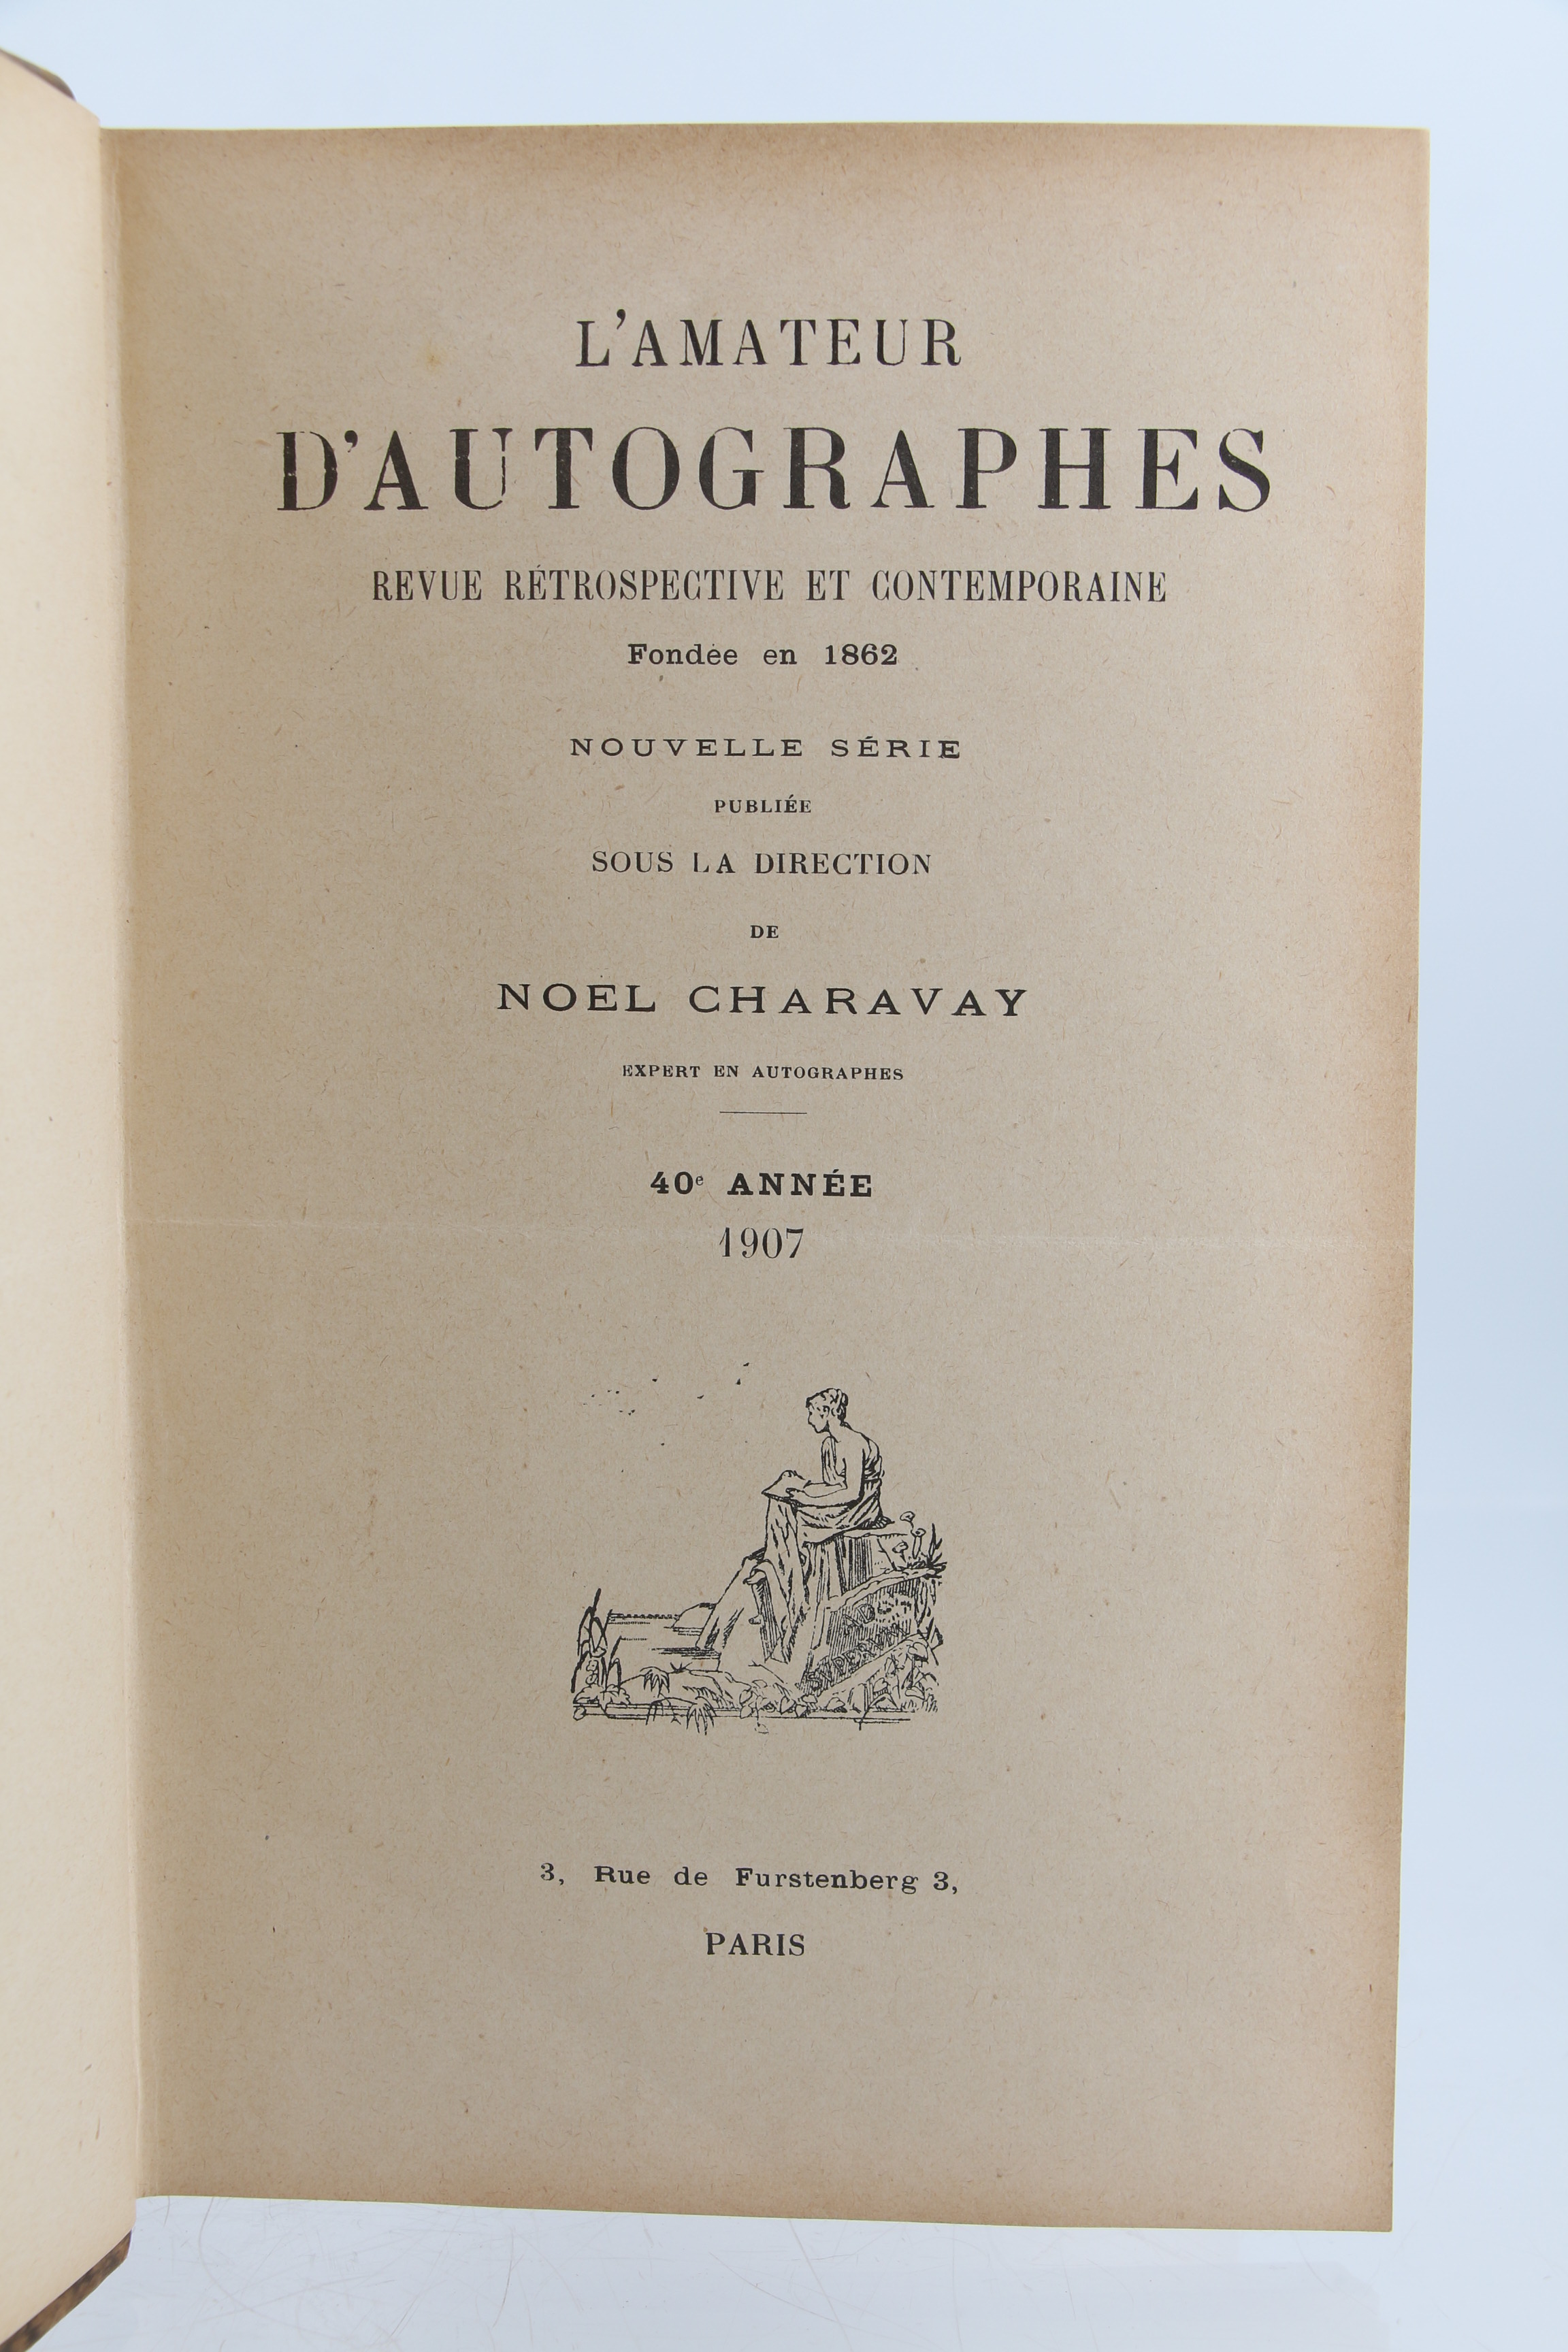 L'AMATEUR
D'AUTOGRAPHES
REVUE RÉTROSPECTIVE ET CONTEMPORAINE
Fondée en 1862
NOUVELLE SÉRIE
PUBLIÉE
SOUS LA DIRECTION
DE
NOËL CHARAVAY
EXPERT EN AUTOGRAPHES
40e ANNÉE
1907
3, Rue de Furstenberg 3,
PARIS